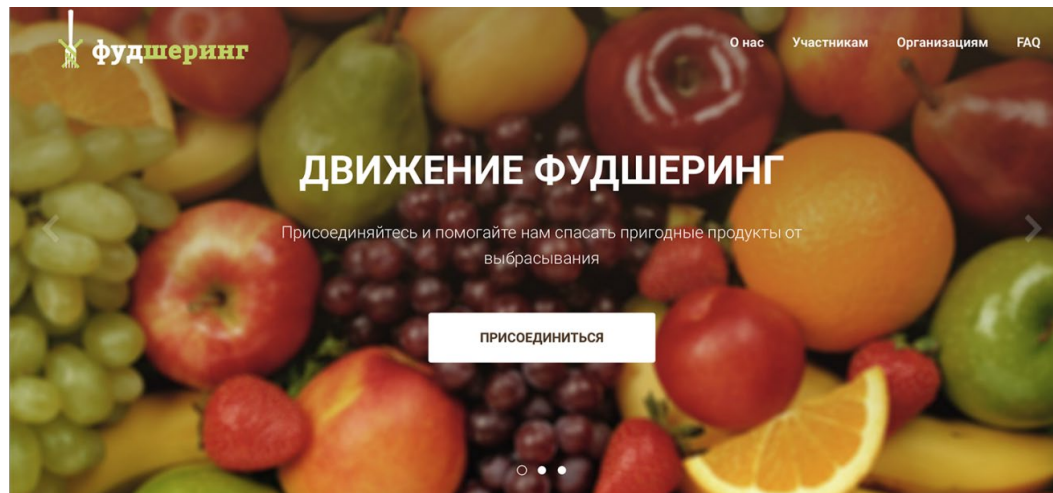 фудшеринг
О нас Участникам Организациям FAQ
ДВИЖЕНИЕ ФУДШЕРИНГ
Присоединяйтесь и помогайте нам спасать пригодные продукты от
выбрасывания
ПРИСОЕДИНИТЬСЯ